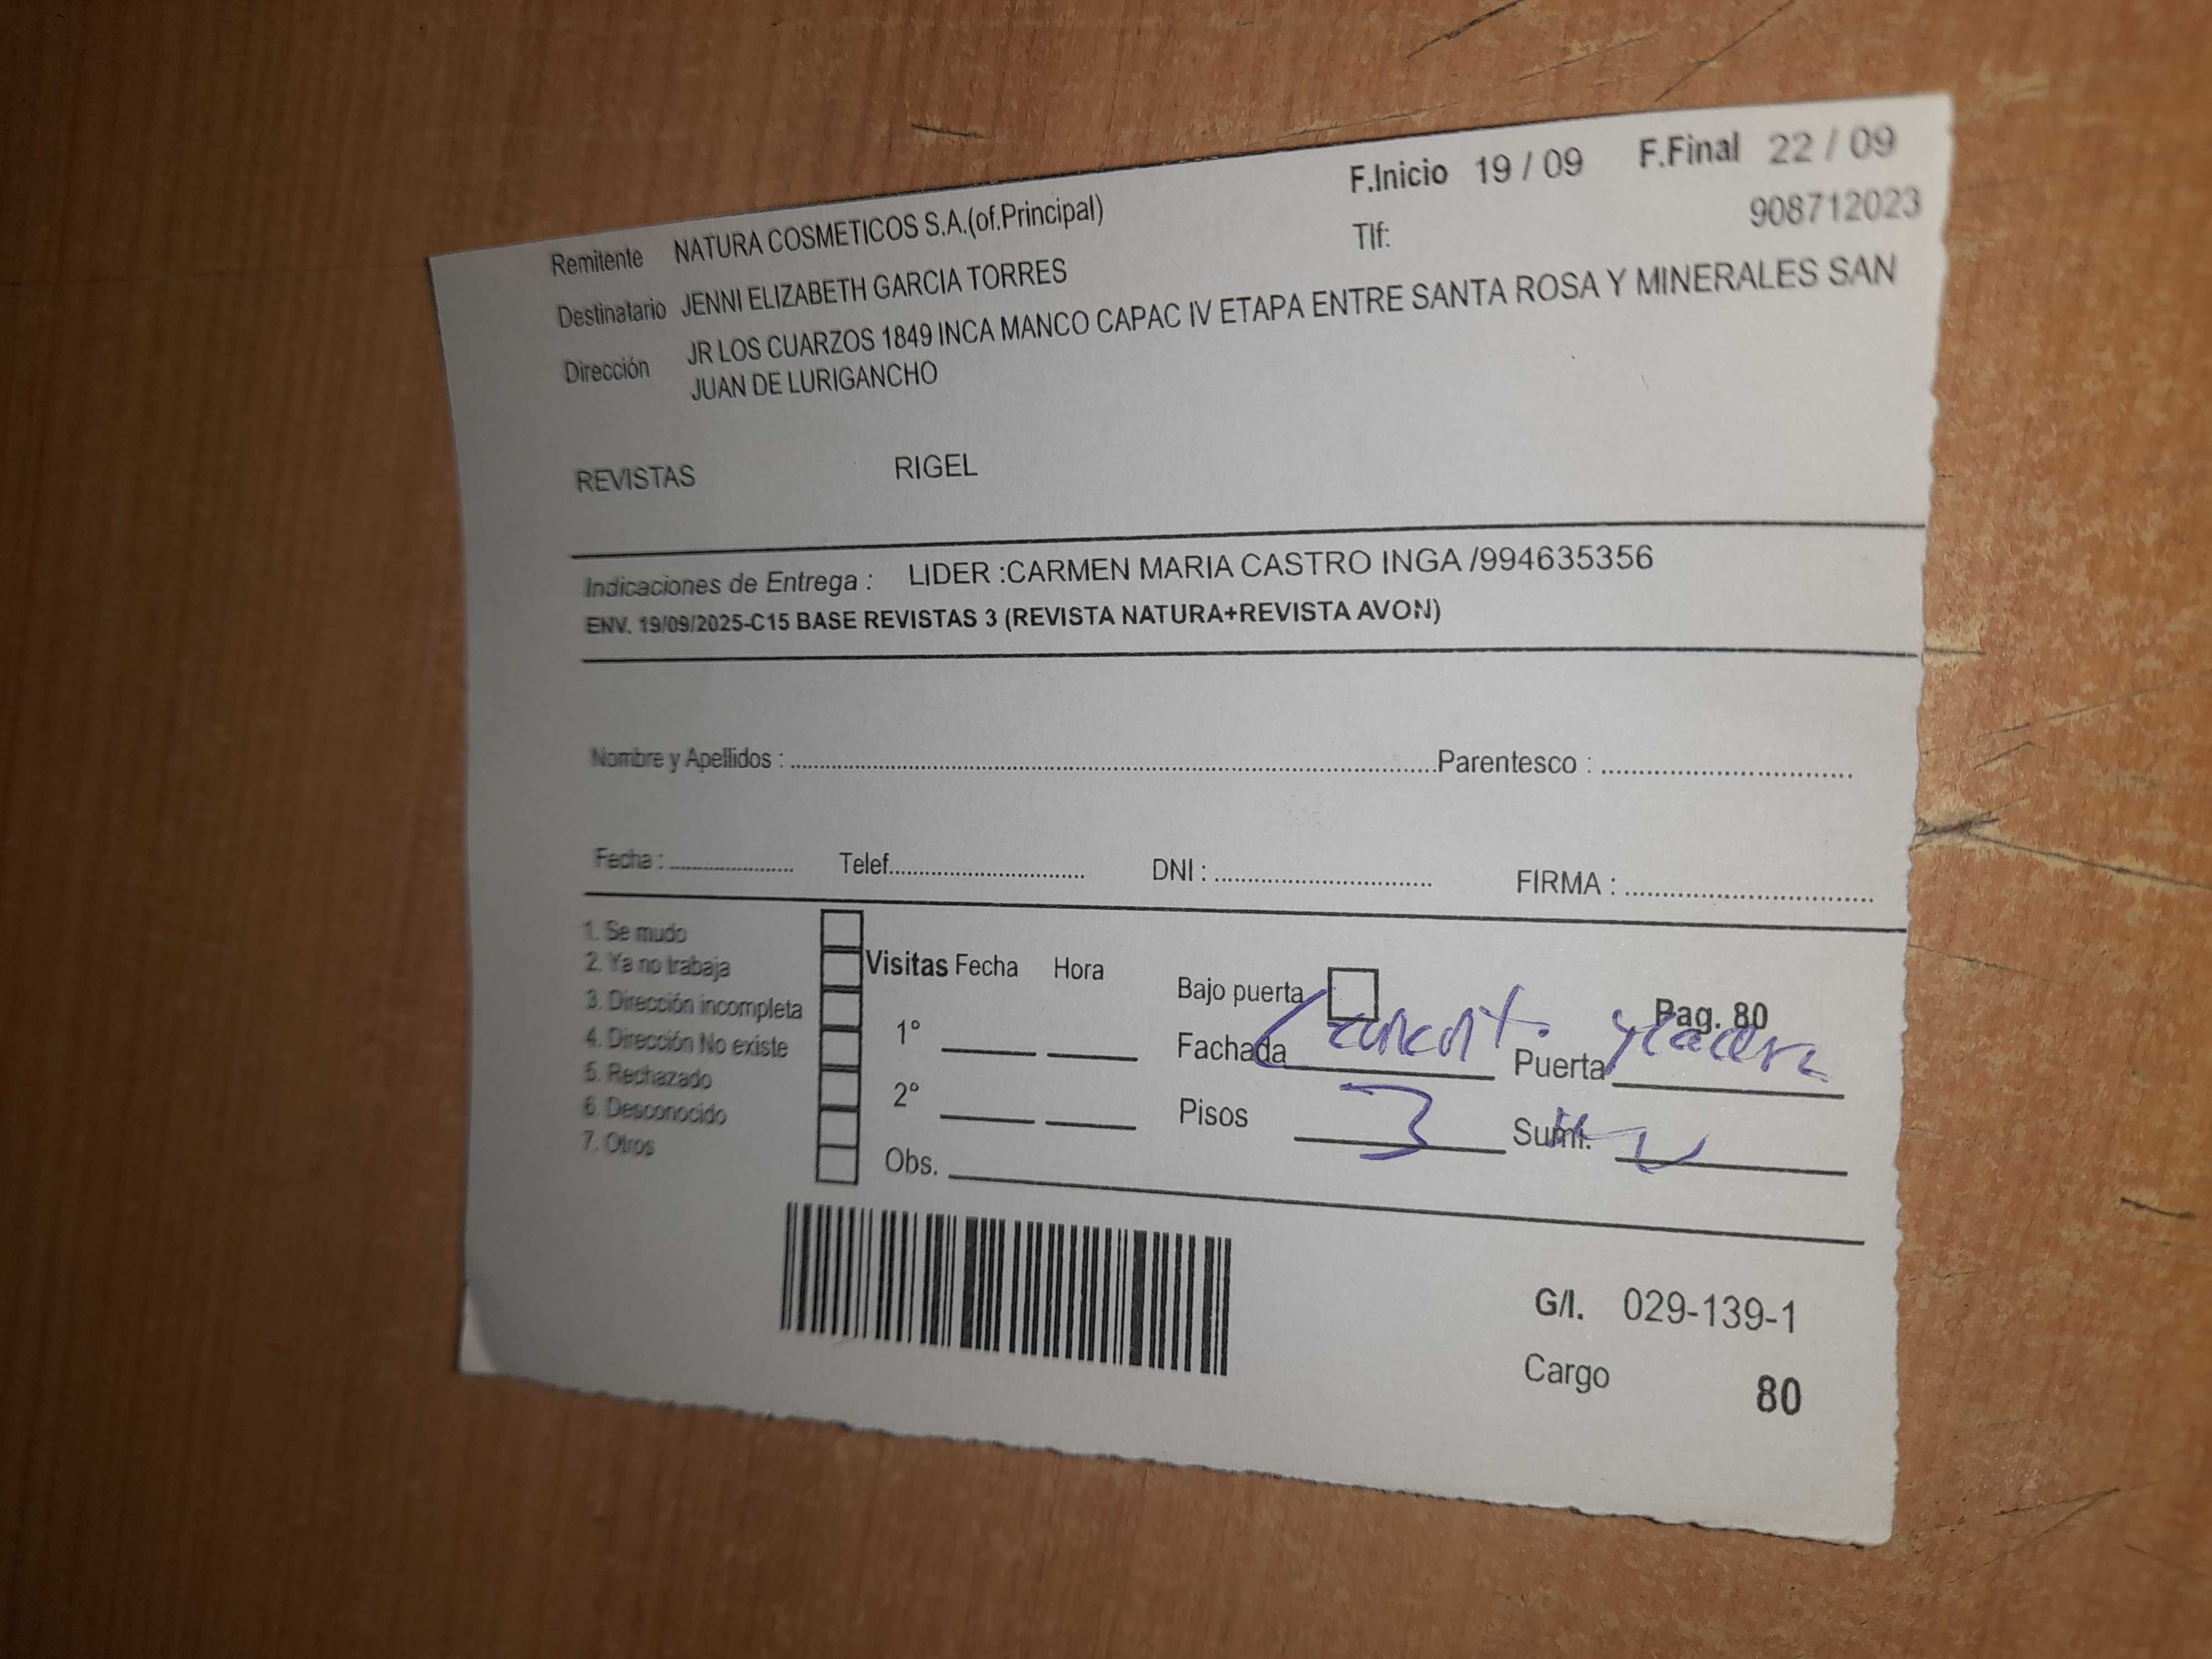 F.Inicio 19 / 09 F.Final 22 / 09
Remitente NATURA COSMETICOS S.A.(of.Principal) Tlf: 908712023
Destinatario JENNI ELIZABETH GARCIA TORRES
Dirección JR LOS CUARZOS 1849 INCA MANCO CAPAC IV ETAPA ENTRE SANTA ROSA Y MINERALES SAN
JUAN DE LURIGANCHO
REVISTAS RIGEL
Indicaciones de Entrega : LIDER :CARMEN MARIA CASTRO INGA /994635356
ENV. 19/09/2025-C15 BASE REVISTAS 3 (REVISTA NATURA+REVISTA AVON)
Nombre y Apellidos : Parentesco :
Fecha : Telef. DNI : FIRMA :
1. Se mudo
2. Ya no trabaja
3. Dirección incompleta
4. Dirección No existe
5. Rechazado
6. Desconocido
7. Otros
Visitas Fecha Hora
1°
2°
Obs.
Bajo puerta Pag. 80
Fachada Puerta
Pisos 3 Sumi.
G/I. 029-139-1
Cargo 80